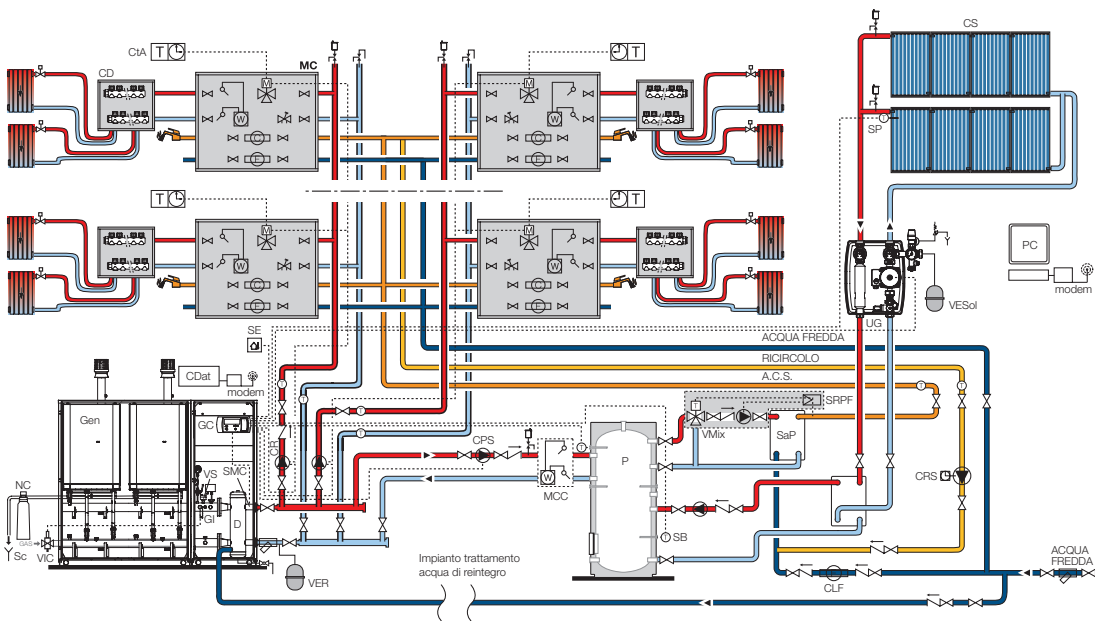 CS
CtA
T
MC
T
CD
M
M
W
W
C
C
F
F
SP
T
T
T
M
M
W
W
C
C
F
F
PC
modem
UG
VESol
SE
ACQUA FREDDA
RICIRCOLO
A.C.S.
CDat
modem
T
T
T
T
T
SRPF
Gen
GC
CR
T
VMix
SaP
CPS
T
P
SMC
VS
W
MCC
NC
CRS
GI
D
Sc
GAS
VIC
T
SB
VER
Impianto trattamento
acqua di reintegro
ACQUA
FREDDA
CLF